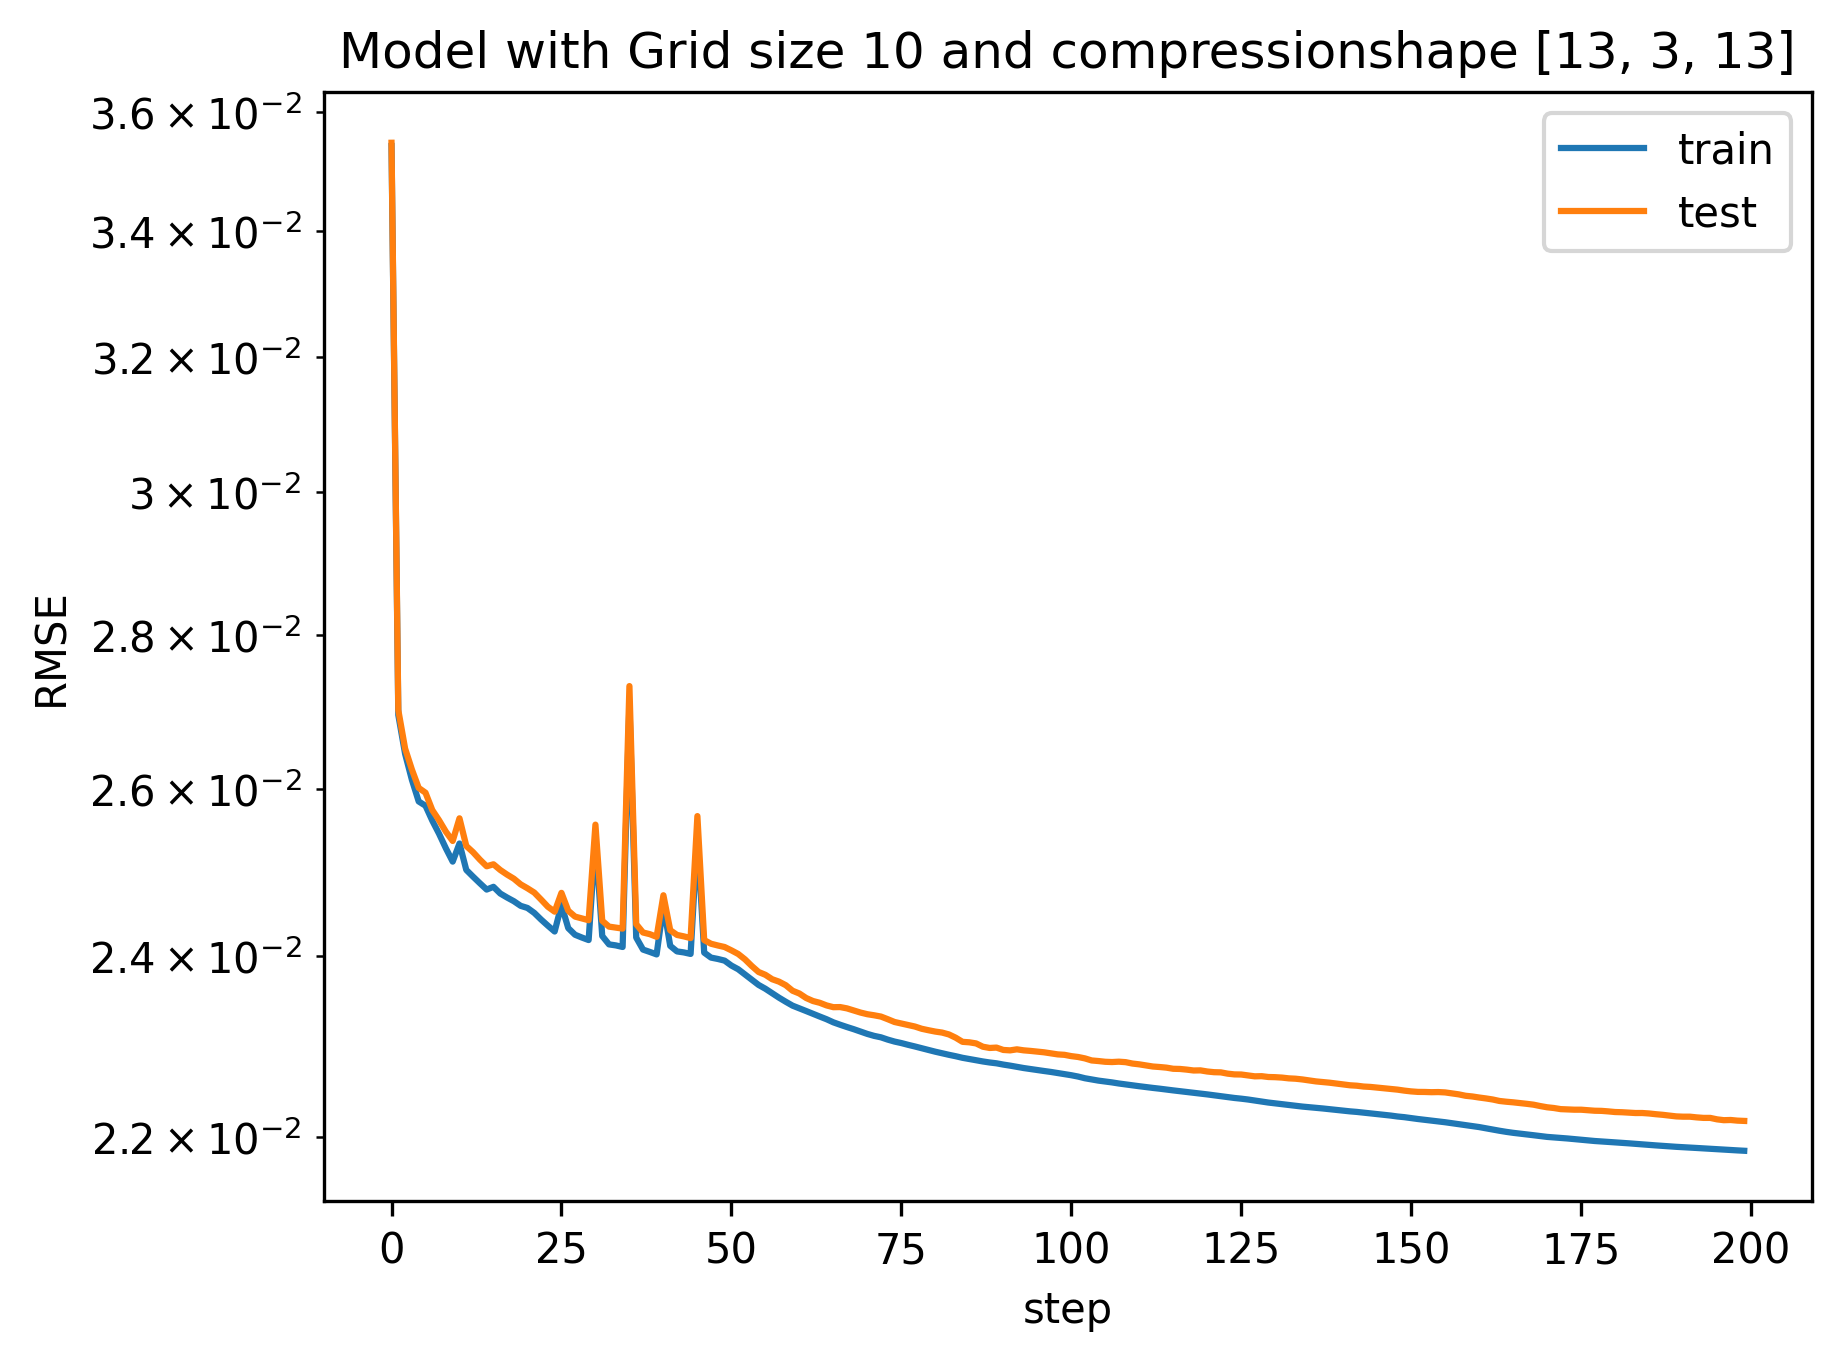 Model with Grid size 10 and compressionshape [13, 3, 13]
3.6 × 10⁻²
3.4 × 10⁻²
3.2 × 10⁻²
3 × 10⁻²
2.8 × 10⁻²
2.6 × 10⁻²
2.4 × 10⁻²
2.2 × 10⁻²
RMSE
train
test
0 25 50 75 100 125 150 175 200
step